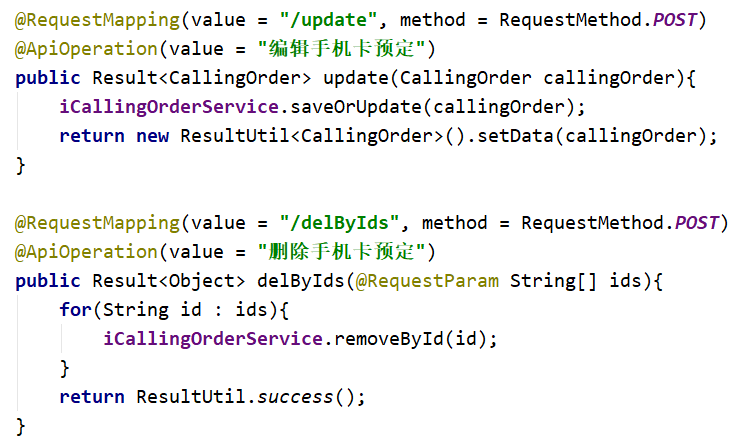 @RequestMapping(value = "/update", method = RequestMethod.POST)
@ApiOperation(value = "编辑手机卡预定")
public Result<CallingOrder> update(CallingOrder callingOrder){
    iCallingOrderService.saveOrUpdate(callingOrder);
    return new ResultUtil<CallingOrder>().setData(callingOrder);
}

@RequestMapping(value = "/delByIds", method = RequestMethod.POST)
@ApiOperation(value = "删除手机卡预定")
public Result<Object> delByIds(@RequestParam String[] ids){
    for(String id : ids){
        iCallingOrderService.removeById(id);
    }
    return ResultUtil.success();
}